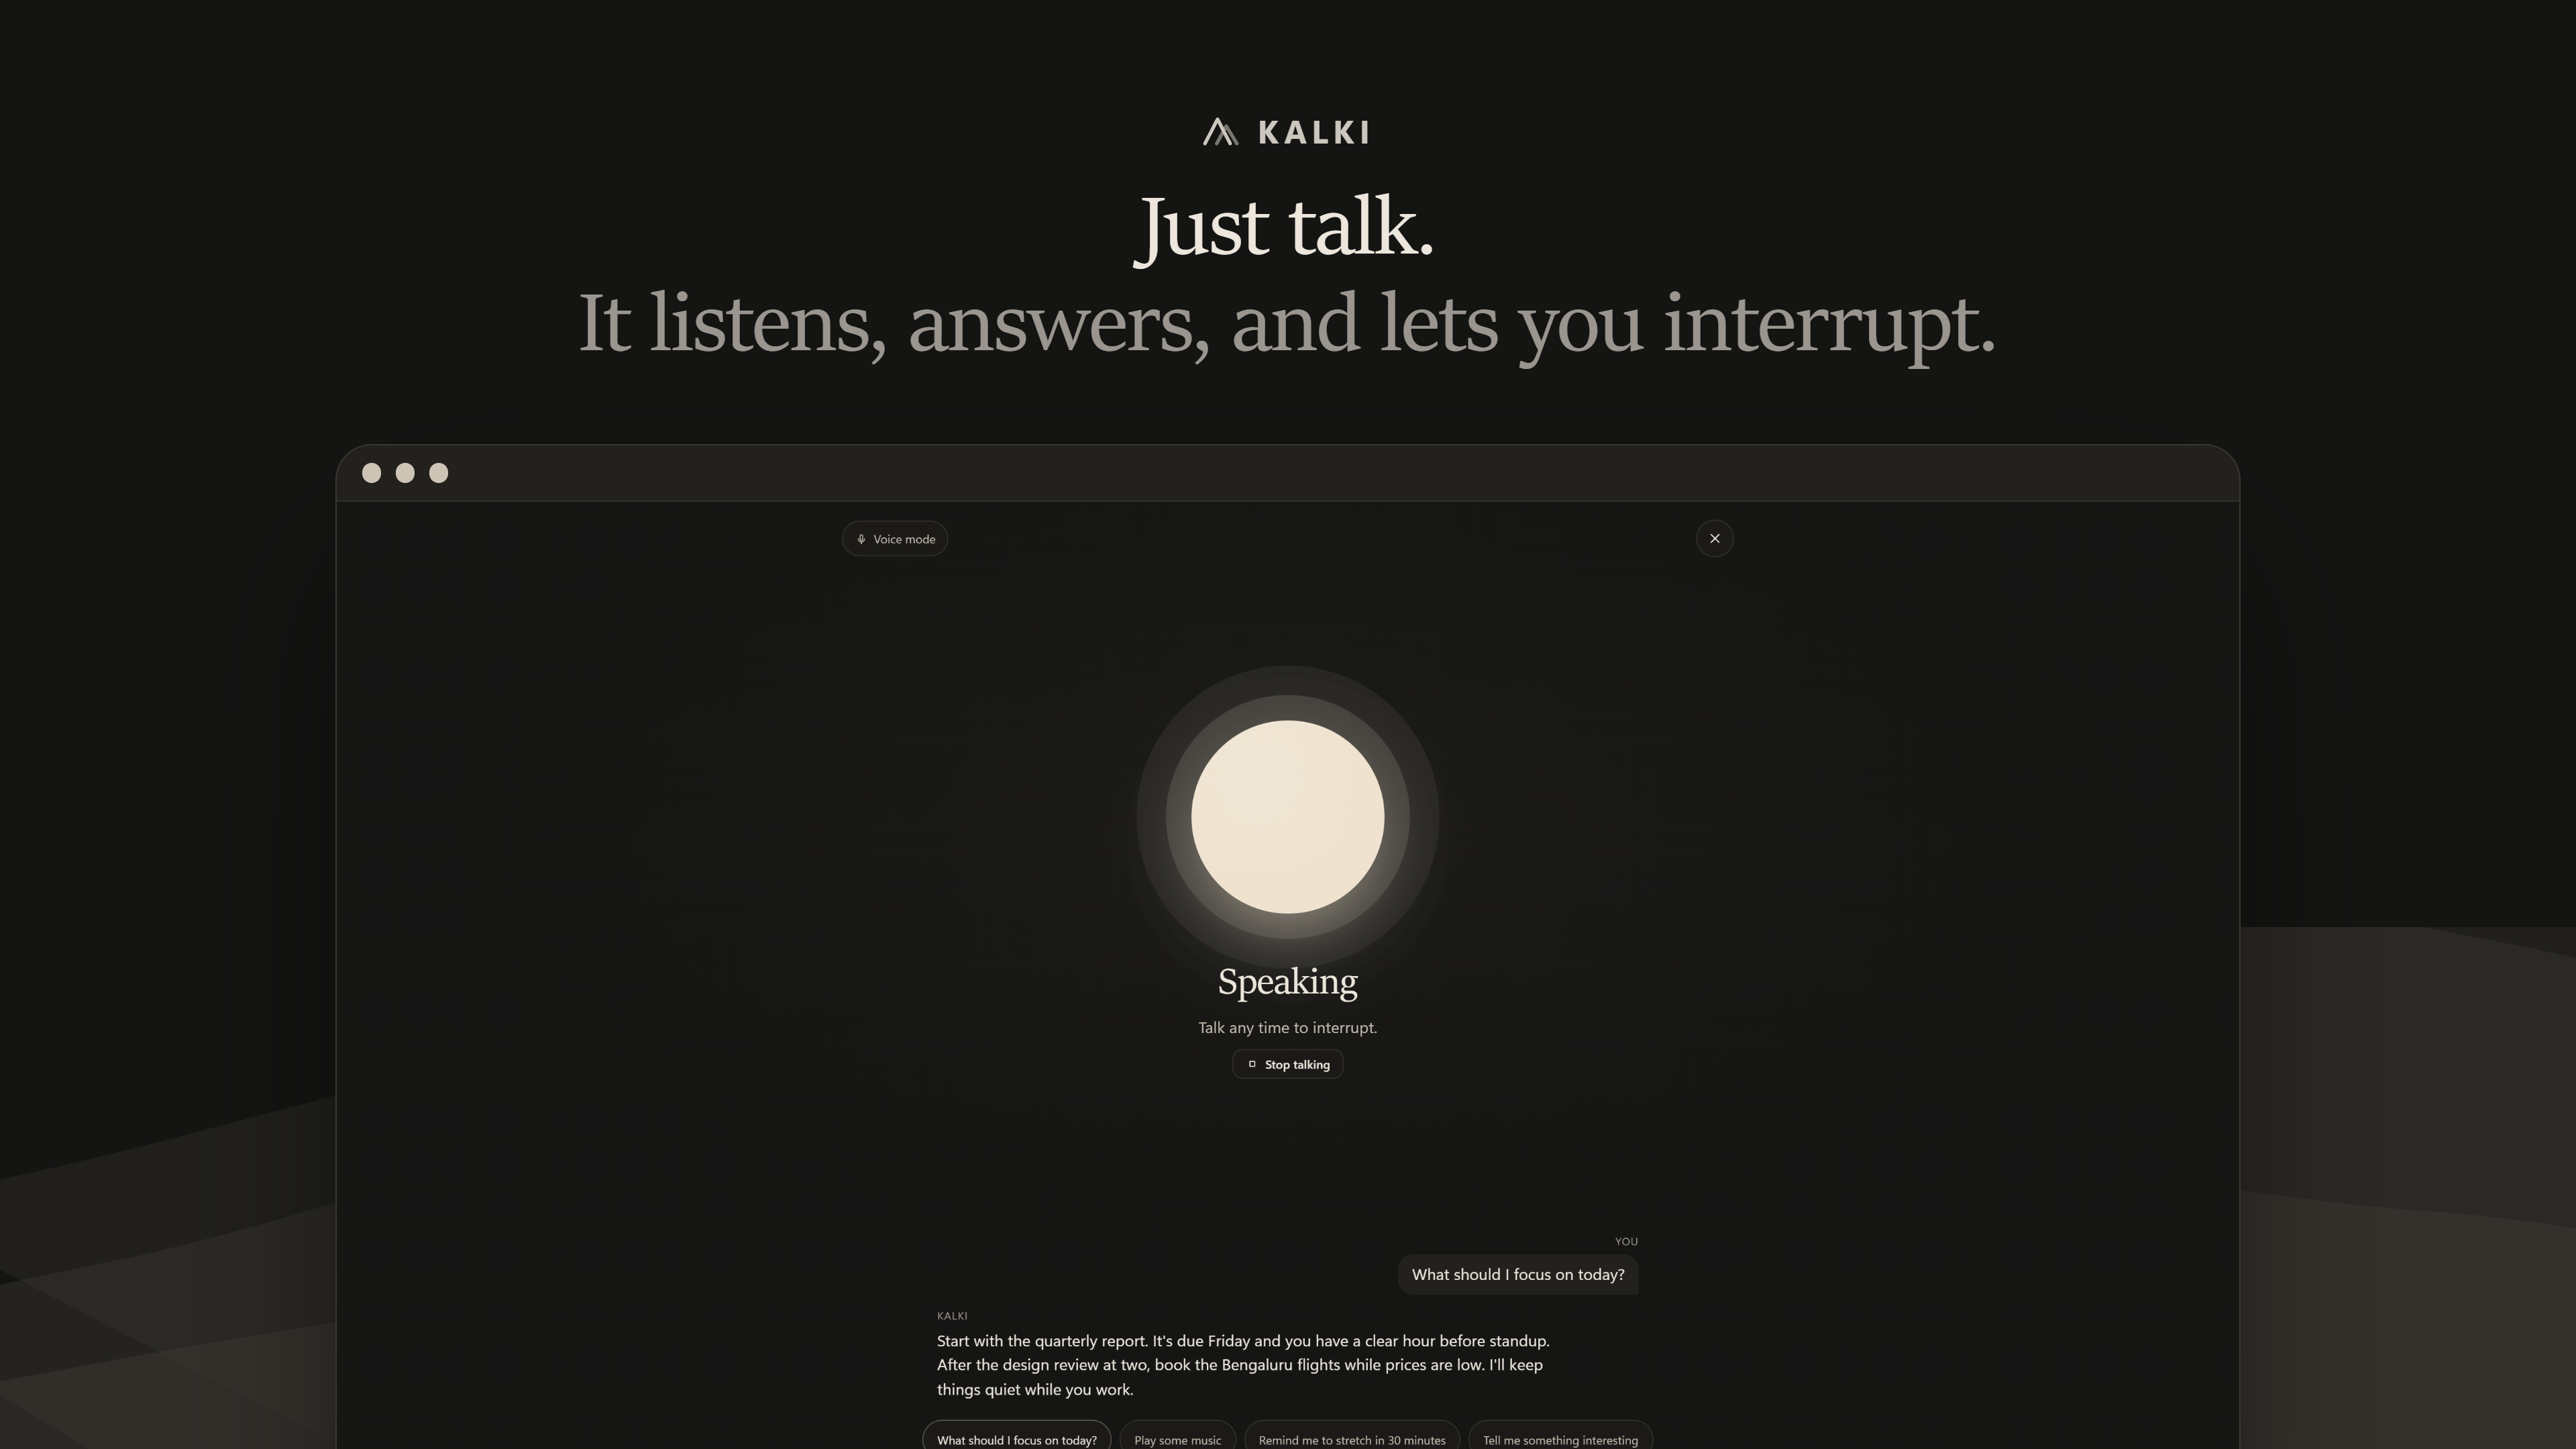 KALKI
Just talk.
It listens, answers, and lets you interrupt.
Voice mode
Speaking
Talk any time to interrupt.
Stop talking
YOU
What should I focus on today?
KALKI
Start with the quarterly report. It's due Friday and you have a clear hour before standup.
After the design review at two, book the Bengaluru flights while prices are low. I'll keep
things quiet while you work.
What should I focus on today?
Play some music
Remind me to stretch in 30 minutes
Tell me something interesting